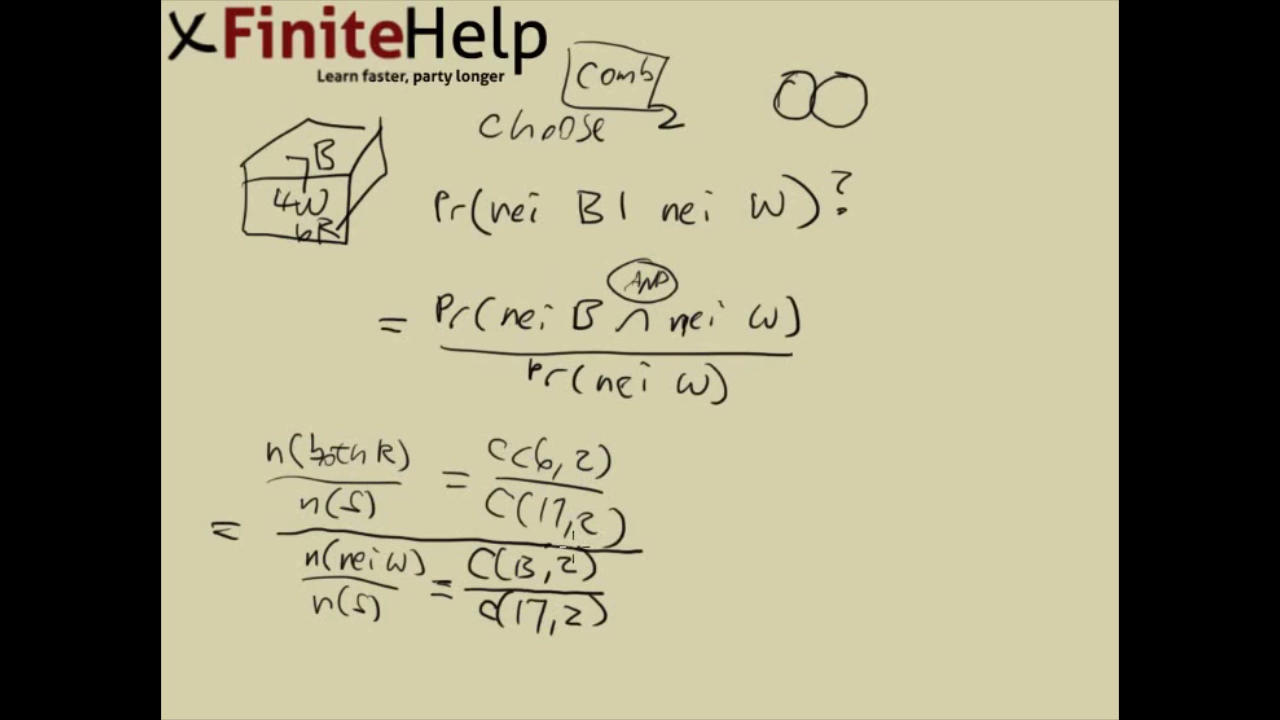 xFiniteHelp
Learn faster, party longer
Comb
choose 2
7B
4W
6R
Pr(nei B | nei W)?
AND
= Pr(nei B ∩ nei W)
Pr(nei W)
n(both R) = C(6,2)
n(S) C(17,2)
=
n(nei W) = C(13,2)
n(S) C(17,2)